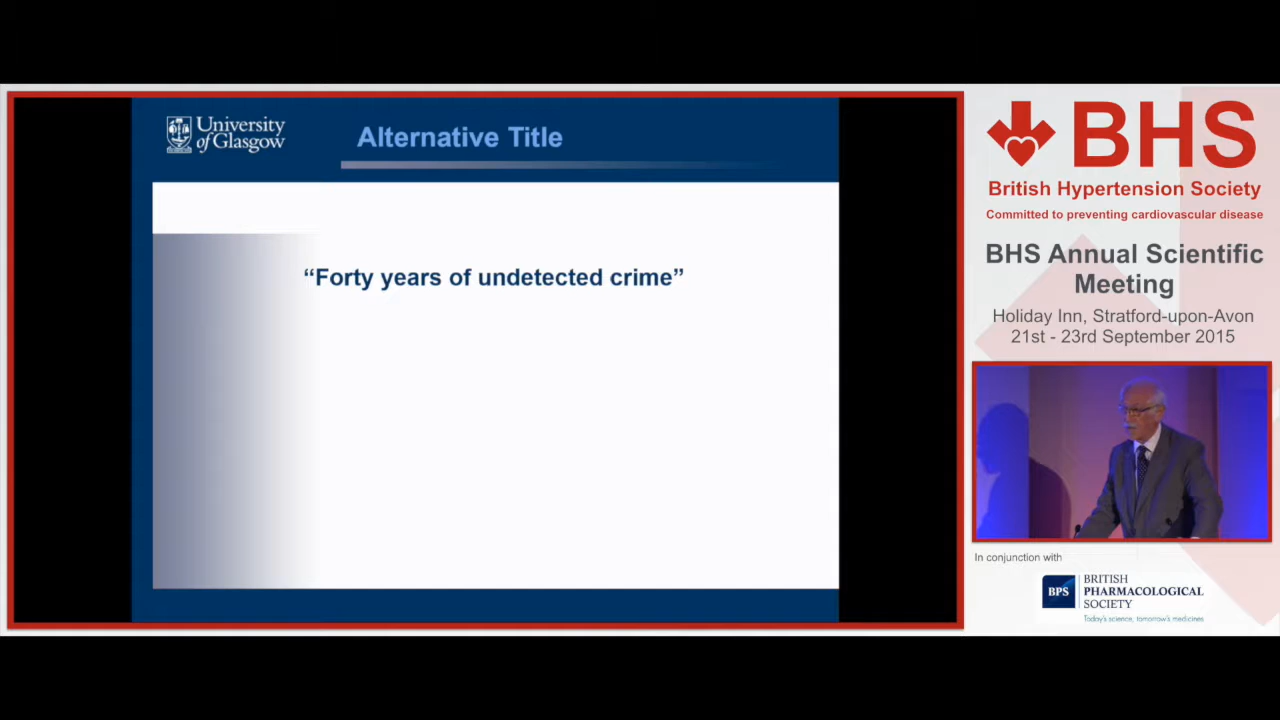 University
of Glasgow
Alternative Title
“Forty years of undetected crime”
BHS
British Hypertension Society
Committed to preventing cardiovascular disease
BHS Annual Scientific
Meeting
Holiday Inn, Stratford-upon-Avon
21st - 23rd September 2015
In conjunction with
BPS
BRITISH
PHARMACOLOGICAL
SOCIETY
Today's science, tomorrow's medicines